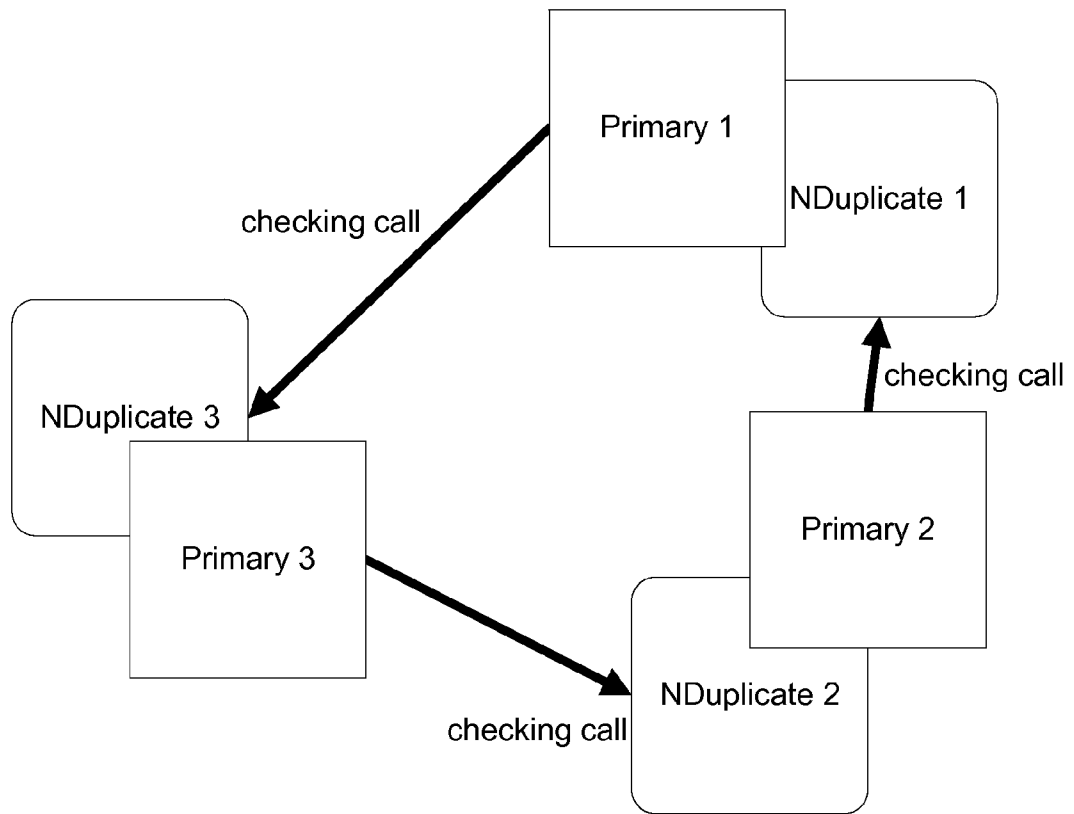 Primary 1
NDuplicate 1
checking call
checking call
NDuplicate 3
Primary 2
Primary 3
NDuplicate 2
checking call